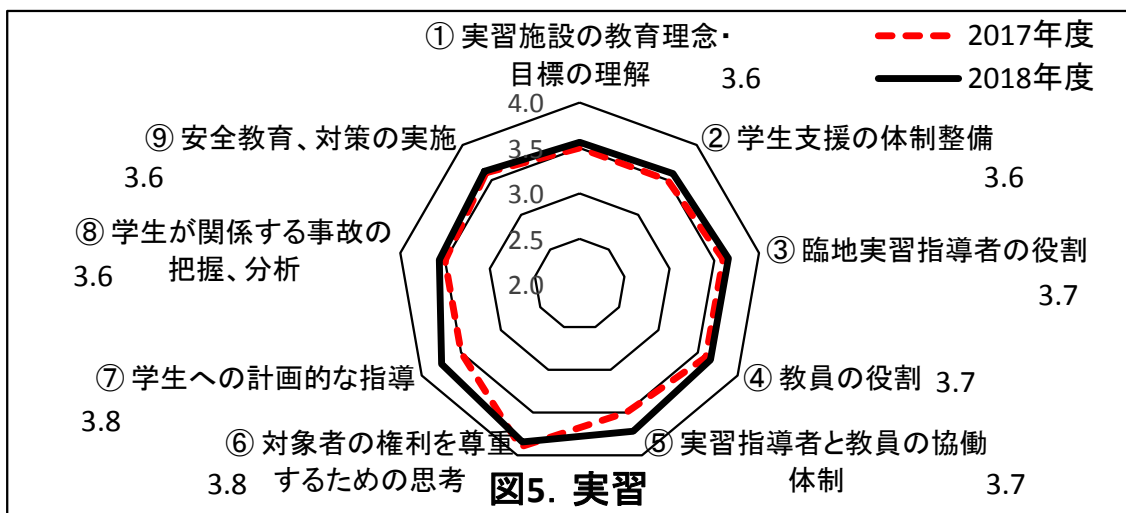 ① 実習施設の教育理念・
目標の理解
3.6
2017年度
2018年度
② 学生支援の体制整備
3.6
③ 臨地実習指導者の役割
3.7
④ 教員の役割
3.7
⑤ 実習指導者と教員の協働
体制
3.7
⑥ 対象者の権利を尊重
するための思考
3.8
⑦ 学生への計画的な指導
3.8
⑧ 学生が関係する事故の
把握、分析
3.6
⑨ 安全教育、対策の実施
3.6
4.0
3.5
3.0
2.5
2.0
図5. 実習